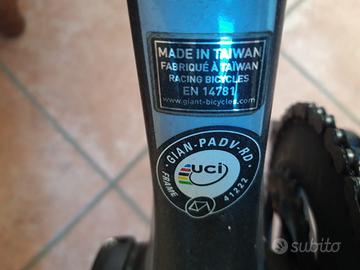 MADE IN TAIWAN
FABRIQUÉ À TAÏWAN
RACING BICYCLES
EN 14781
www.giant-bicycles.com
GIAN-PADV-RD
UCI
FRAME
41222
subito